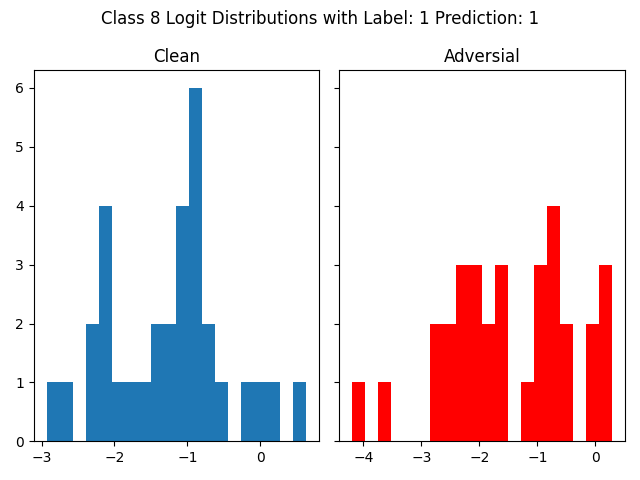 Class 8 Logit Distributions with Label: 1 Prediction: 1
Clean
Adversial
6
5
4
3
2
1
0
−3 −2 −1 0
−4 −3 −2 −1 0